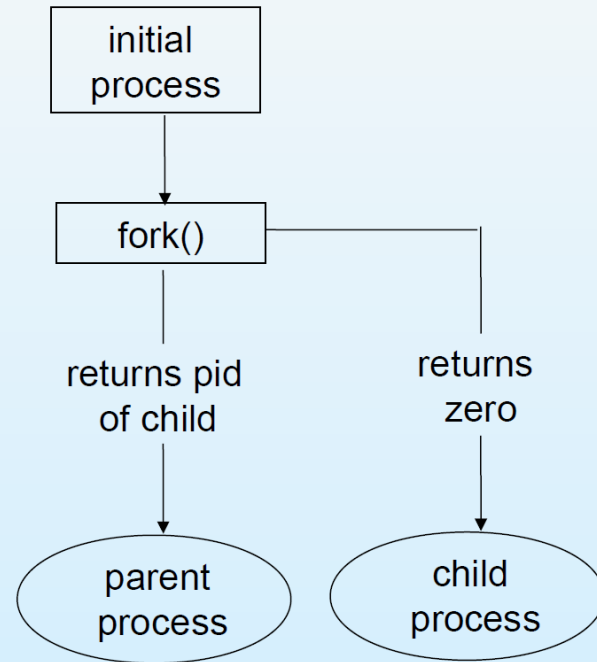 initial
process
fork()
returns pid
of child
returns
zero
parent
process
child
process